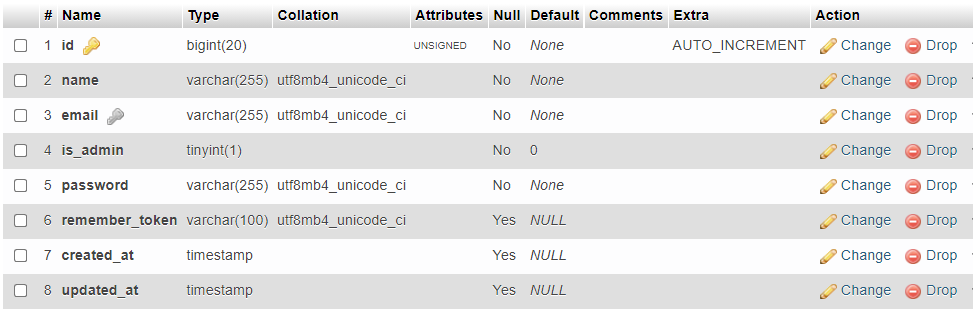 # Name Type Collation Attributes Null Default Comments Extra Action
1 id bigint(20) UNSIGNED No None AUTO_INCREMENT Change Drop
2 name varchar(255) utf8mb4_unicode_ci No None Change Drop
3 email varchar(255) utf8mb4_unicode_ci No None Change Drop
4 is_admin tinyint(1) No 0 Change Drop
5 password varchar(255) utf8mb4_unicode_ci No None Change Drop
6 remember_token varchar(100) utf8mb4_unicode_ci Yes NULL Change Drop
7 created_at timestamp Yes NULL Change Drop
8 updated_at timestamp Yes NULL Change Drop